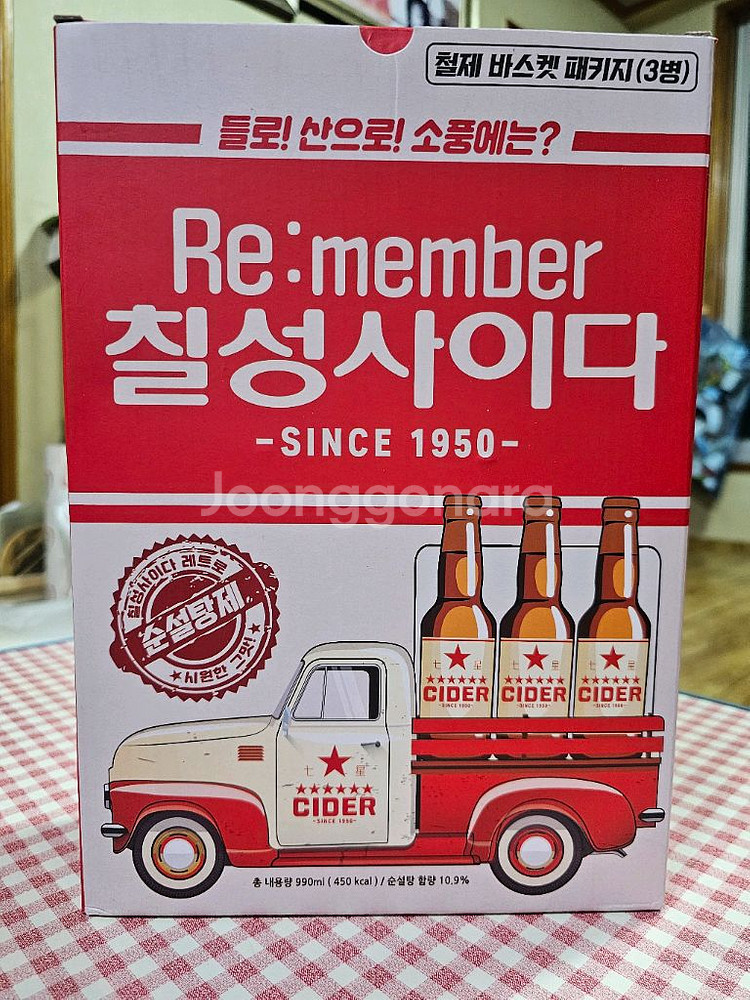 철제 바스켓 패키지(3병)
들로! 산으로! 소풍에는?
Re:member
칠성사이다
-SINCE 1950-
Joonggonara
칠성사이다 레트로
순설탕제
★시원한 그맛!★
七 ★ 星
★★★★★★
CIDER
-SINCE 1950-
七 ★ 星
★★★★★★
CIDER
-SINCE 1950-
七 ★ 星
★★★★★★
CIDER
-SINCE 1950-
七 ★ 星
★★★★★★
CIDER
-SINCE 1950-
총 내용량 990ml ( 450 kcal ) / 순설탕 함량 10.9%